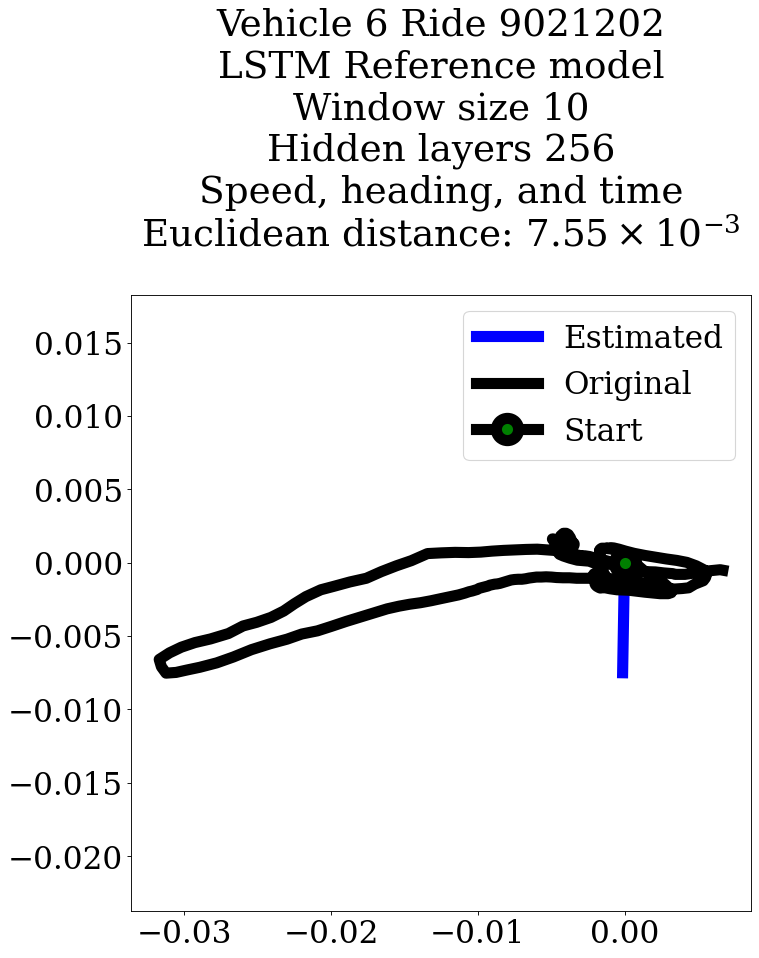 Vehicle 6 Ride 9021202
LSTM Reference model
Window size 10
Hidden layers 256
Speed, heading, and time
Euclidean distance: 7.55 × 10⁻³
Estimated
Original
Start
0.015
0.010
0.005
0.000
−0.005
−0.010
−0.015
−0.020
−0.03 −0.02 −0.01 0.00